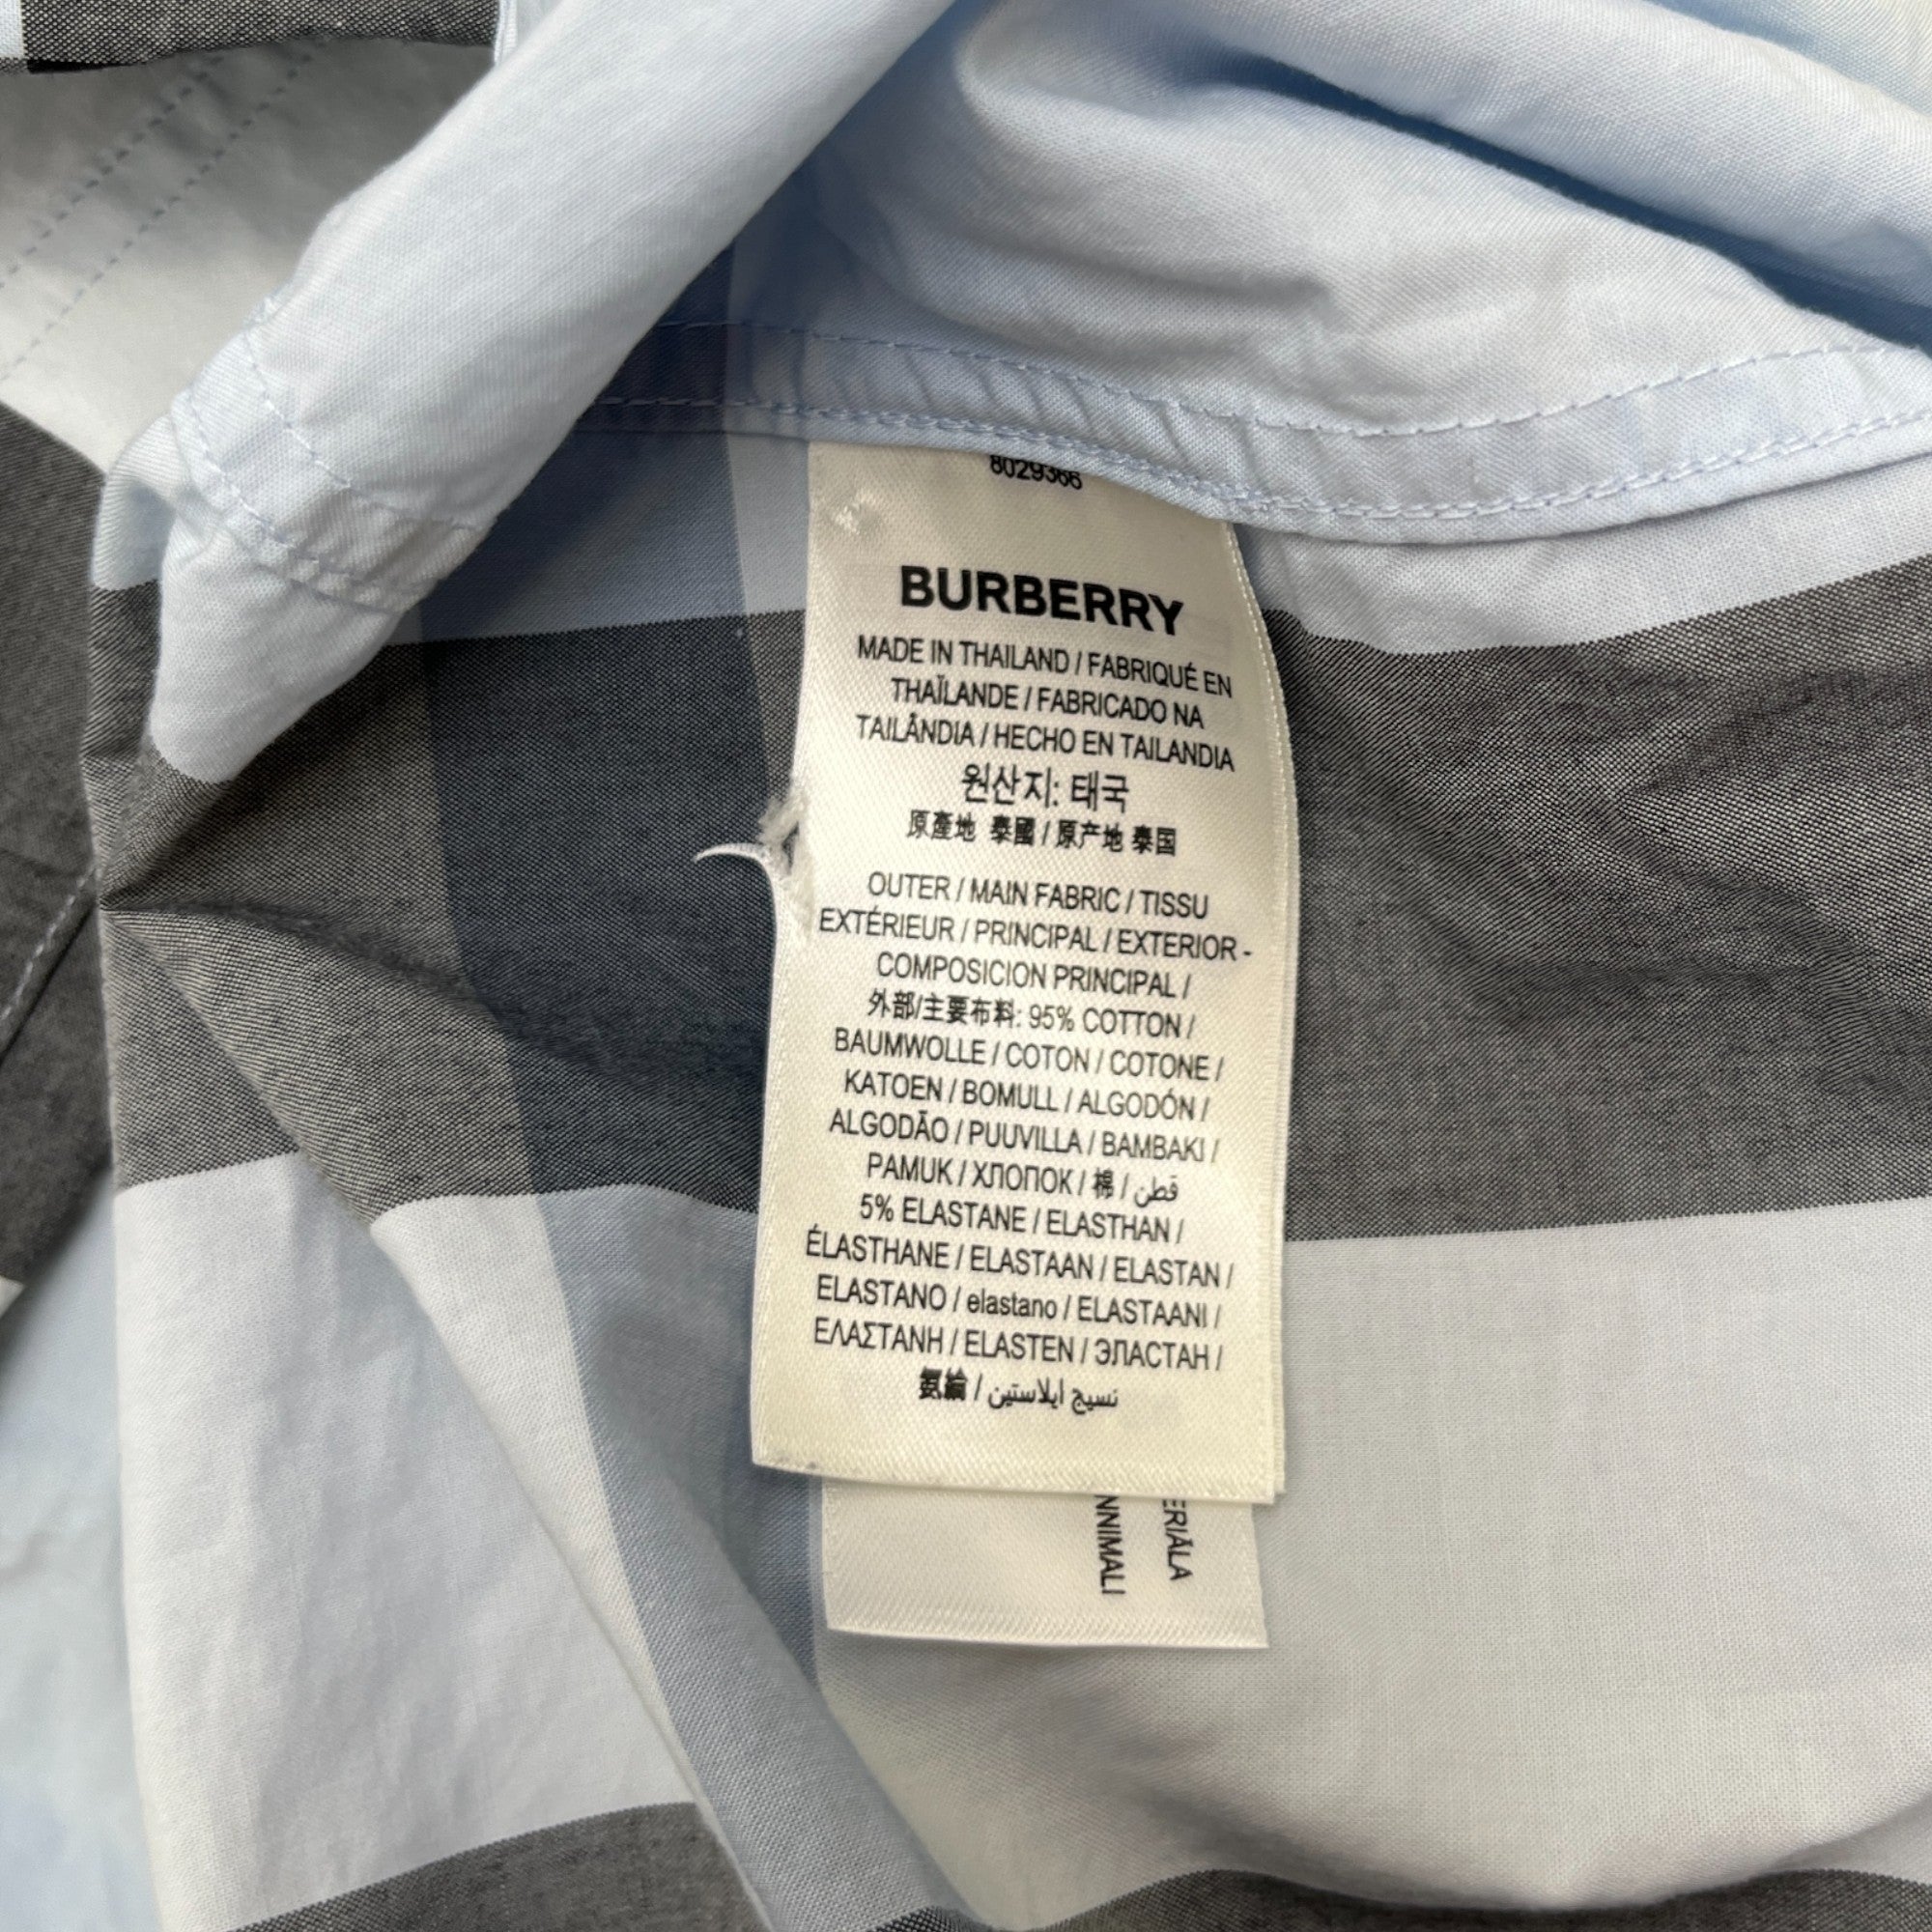 8029366
BURBERRY
MADE IN THAILAND / FABRIQUÉ EN
THAÏLANDE / FABRICADO NA
TAILÂNDIA / HECHO EN TAILANDIA
원산지: 태국
原產地 泰國 / 原产地 泰国
OUTER / MAIN FABRIC / TISSU
EXTÉRIEUR / PRINCIPAL / EXTERIOR -
COMPOSICION PRINCIPAL /
外部/主要布料: 95% COTTON /
BAUMWOLLE / COTON / COTONE /
KATOEN / BOMULL / ALGODÓN /
ALGODÃO / PUUVILLA / BAMBAKI /
PAMUK / ХЛОПОК / 棉 / قطن
5% ELASTANE / ELASTHAN /
ÉLASTHANE / ELASTAAN / ELASTAN /
ELASTANO / elastano / ELASTAANI /
ΕΛΑΣΤΑΝΗ / ELASTEN / ЭЛАСТАН /
氨綸 / نسيج ايلاستين
ERIĀLA
NNIMALI